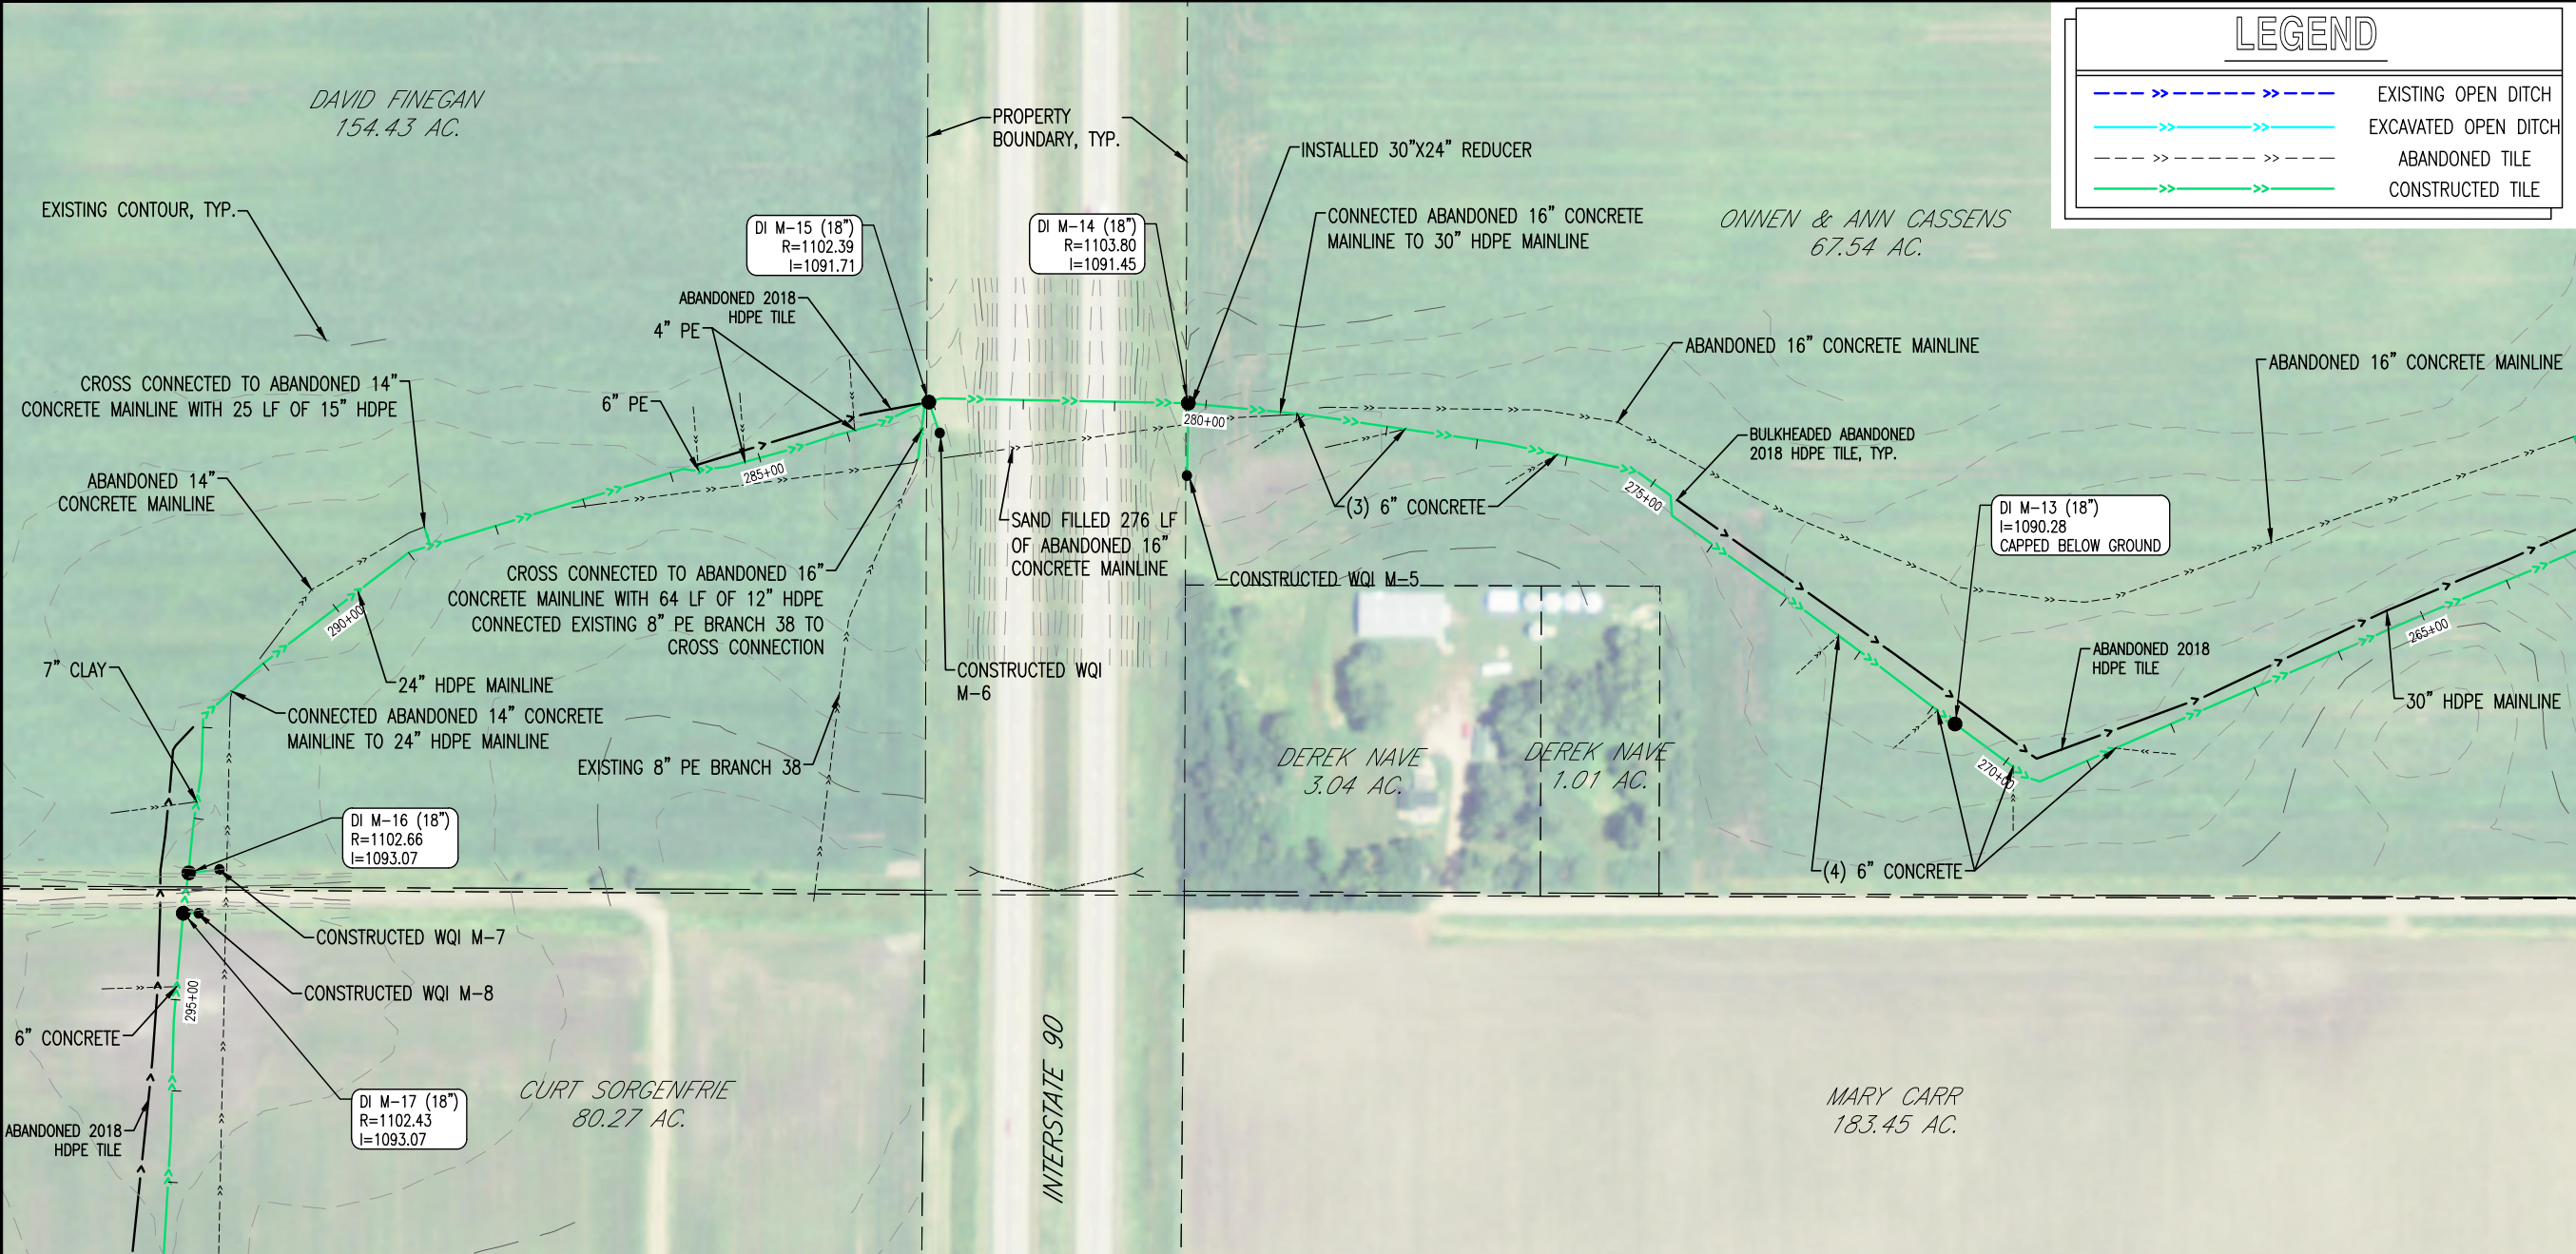 LEGEND
EXISTING OPEN DITCH
EXCAVATED OPEN DITCH
ABANDONED TILE
CONSTRUCTED TILE
DAVID FINEGAN
154.43 AC.
PROPERTY
BOUNDARY, TYP.
INSTALLED 30"X24" REDUCER
EXISTING CONTOUR, TYP.
DI M-15 (18")
R=1102.39
I=1091.71
DI M-14 (18")
R=1103.80
I=1091.45
CONNECTED ABANDONED 16" CONCRETE
MAINLINE TO 30" HDPE MAINLINE
ONNEN & ANN CASSENS
67.54 AC.
ABANDONED 2018
HDPE TILE
4" PE
6" PE
ABANDONED 16" CONCRETE MAINLINE
ABANDONED 16" CONCRETE MAINLINE
CROSS CONNECTED TO ABANDONED 14"
CONCRETE MAINLINE WITH 25 LF OF 15" HDPE
280+00
BULKHEADED ABANDONED
2018 HDPE TILE, TYP.
285+00
ABANDONED 14"
CONCRETE MAINLINE
275+00
(3) 6" CONCRETE
DI M-13 (18")
I=1090.28
CAPPED BELOW GROUND
SAND FILLED 276 LF
OF ABANDONED 16"
CONCRETE MAINLINE
CROSS CONNECTED TO ABANDONED 16"
CONCRETE MAINLINE WITH 64 LF OF 12" HDPE
CONNECTED EXISTING 8" PE BRANCH 38 TO
CROSS CONNECTION
CONSTRUCTED WQI M-5
290+00
265+00
7" CLAY
24" HDPE MAINLINE
CONSTRUCTED WQI
M-6
ABANDONED 2018
HDPE TILE
30" HDPE MAINLINE
CONNECTED ABANDONED 14" CONCRETE
MAINLINE TO 24" HDPE MAINLINE
EXISTING 8" PE BRANCH 38
DEREK NAVE
3.04 AC.
DEREK NAVE
1.01 AC.
270+00
DI M-16 (18")
R=1102.66
I=1093.07
(4) 6" CONCRETE
CONSTRUCTED WQI M-7
CONSTRUCTED WQI M-8
295+00
6" CONCRETE
DI M-17 (18")
R=1102.43
I=1093.07
CURT SORGENFRIE
80.27 AC.
ABANDONED 2018
HDPE TILE
INTERSTATE 90
MARY CARR
183.45 AC.